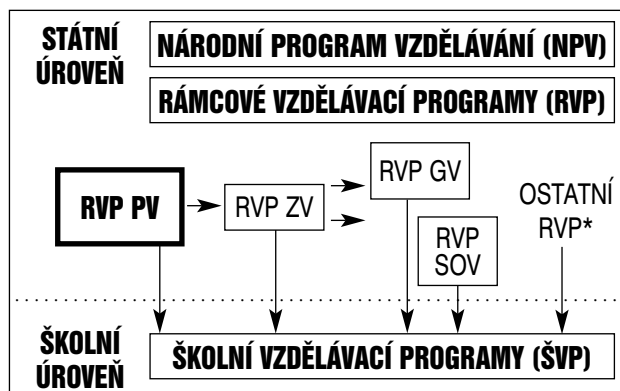 STÁTNÍ
ÚROVEŇ
NÁRODNÍ PROGRAM VZDĚLÁVÁNÍ (NPV)
RÁMCOVÉ VZDĚLÁVACÍ PROGRAMY (RVP)
RVP PV
RVP ZV
RVP GV
RVP
SOV
OSTATNÍ
RVP*
ŠKOLNÍ
ÚROVEŇ
ŠKOLNÍ VZDĚLÁVACÍ PROGRAMY (ŠVP)